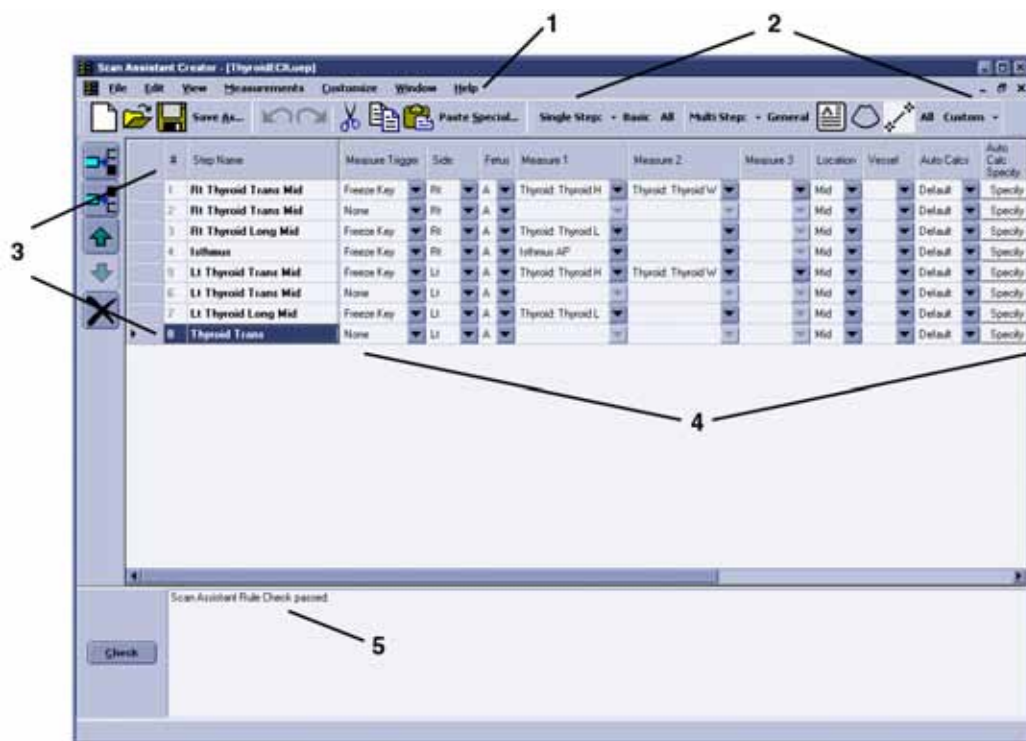 1
2
Scan Assistant Creator - [ThyroidECX.uep]
File Edit View Measurements Customize Window Help
Save As... Paste Special... Single Step: Basic All Multi Step: General All Custom
# Step Name Measure Trigger Side Fetus Measure 1 Measure 2 Measure 3 Location Vessel Auto Calcs Auto Calc Specify
1 Rt Thyroid Trans Mid Freeze Key Rt A Thyroid: Thyroid H Thyroid: Thyroid W Mid Default Specify
2 Rt Thyroid Trans Mid None Rt A Mid Default Specify
3 Rt Thyroid Long Mid Freeze Key Rt A Thyroid: Thyroid L Mid Default Specify
4 Isthmus Freeze Key Rt A Isthmus AP Mid Default Specify
5 Lt Thyroid Trans Mid Freeze Key Lt A Thyroid: Thyroid H Thyroid: Thyroid W Mid Default Specify
6 Lt Thyroid Trans Mid None Lt A Mid Default Specify
7 Lt Thyroid Long Mid Freeze Key Lt A Thyroid: Thyroid L Mid Default Specify
8 Thyroid Trans None Lt A Mid Default Specify
3
4
Scan Assistant Rule Check passed.
5
Check